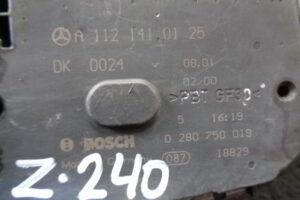 A 112 141 01 25
DK 0024 08.01
02/00
>PBT GF30<
5 16:19
BOSCH 0 280 750 019
087 18829
Z·240